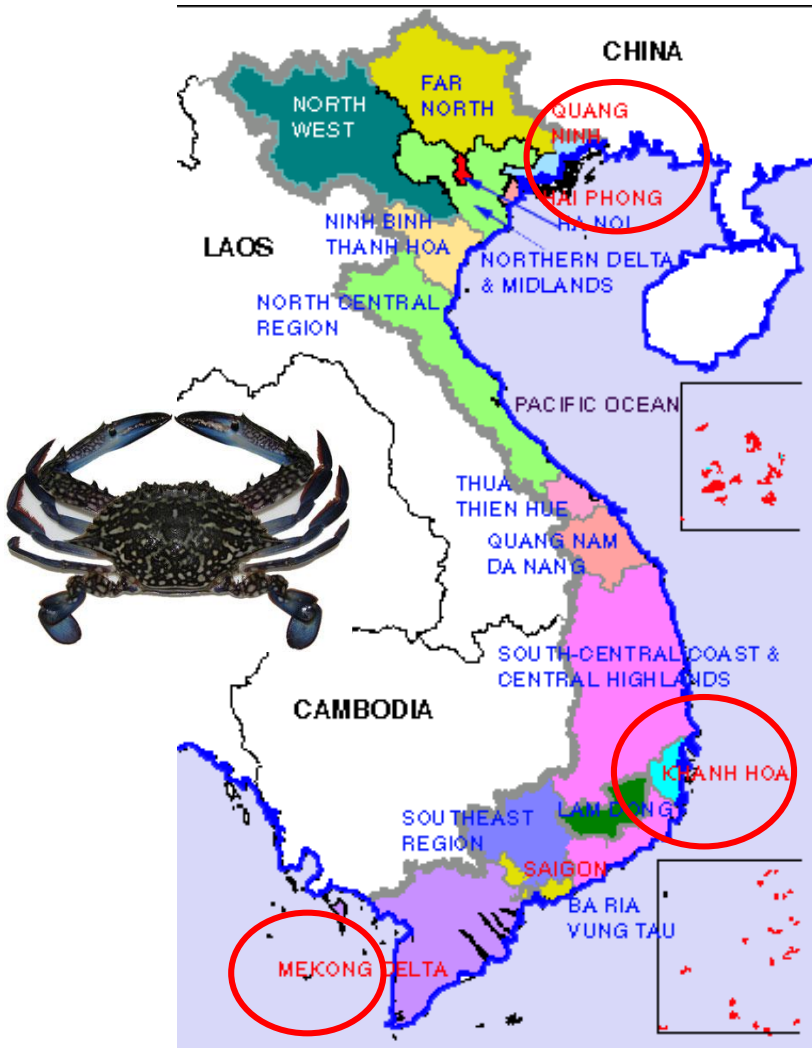 CHINA
FAR
NORTH
NORTH
WEST
QUANG
NINH
HAI PHONG
HA NOI
NINH BINH
THANH HOA
LAOS
NORTHERN DELTA
& MIDLANDS
NORTH CENTRAL
REGION
PACIFIC OCEAN
THUA
THIEN HUE
QUANG NAM
DA NANG
SOUTH-CENTRAL COAST &
CENTRAL HIGHLANDS
CAMBODIA
KHANH HOA
LAM DONG
SOUTHEAST
REGION
SAIGON
BA RIA
VUNG TAU
MEKONG DELTA